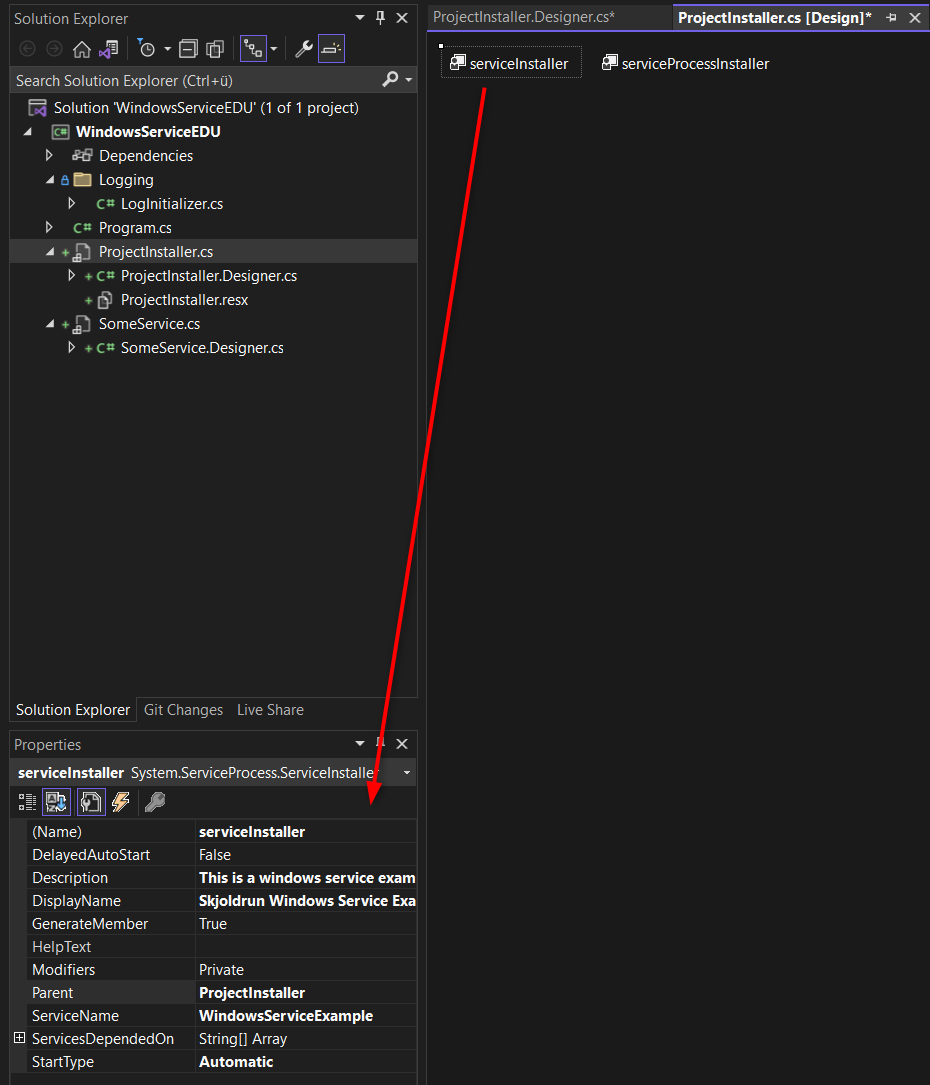 Solution Explorer
Search Solution Explorer (Ctrl+ü)
Solution 'WindowsServiceEDU' (1 of 1 project)
C# WindowsServiceEDU
Dependencies
Logging
C# LogInitializer.cs
C# Program.cs
+ ProjectInstaller.cs
+ C# ProjectInstaller.Designer.cs
+ ProjectInstaller.resx
+ SomeService.cs
+ C# SomeService.Designer.cs
Solution Explorer Git Changes Live Share
Properties
serviceInstaller System.ServiceProcess.ServiceInstaller
(Name) serviceInstaller
DelayedAutoStart False
Description This is a windows service exam
DisplayName Skjoldrun Windows Service Exa
GenerateMember True
HelpText
Modifiers Private
Parent ProjectInstaller
ServiceName WindowsServiceExample
ServicesDependedOn String[] Array
StartType Automatic
ProjectInstaller.Designer.cs* ProjectInstaller.cs [Design]*
serviceInstaller serviceProcessInstaller